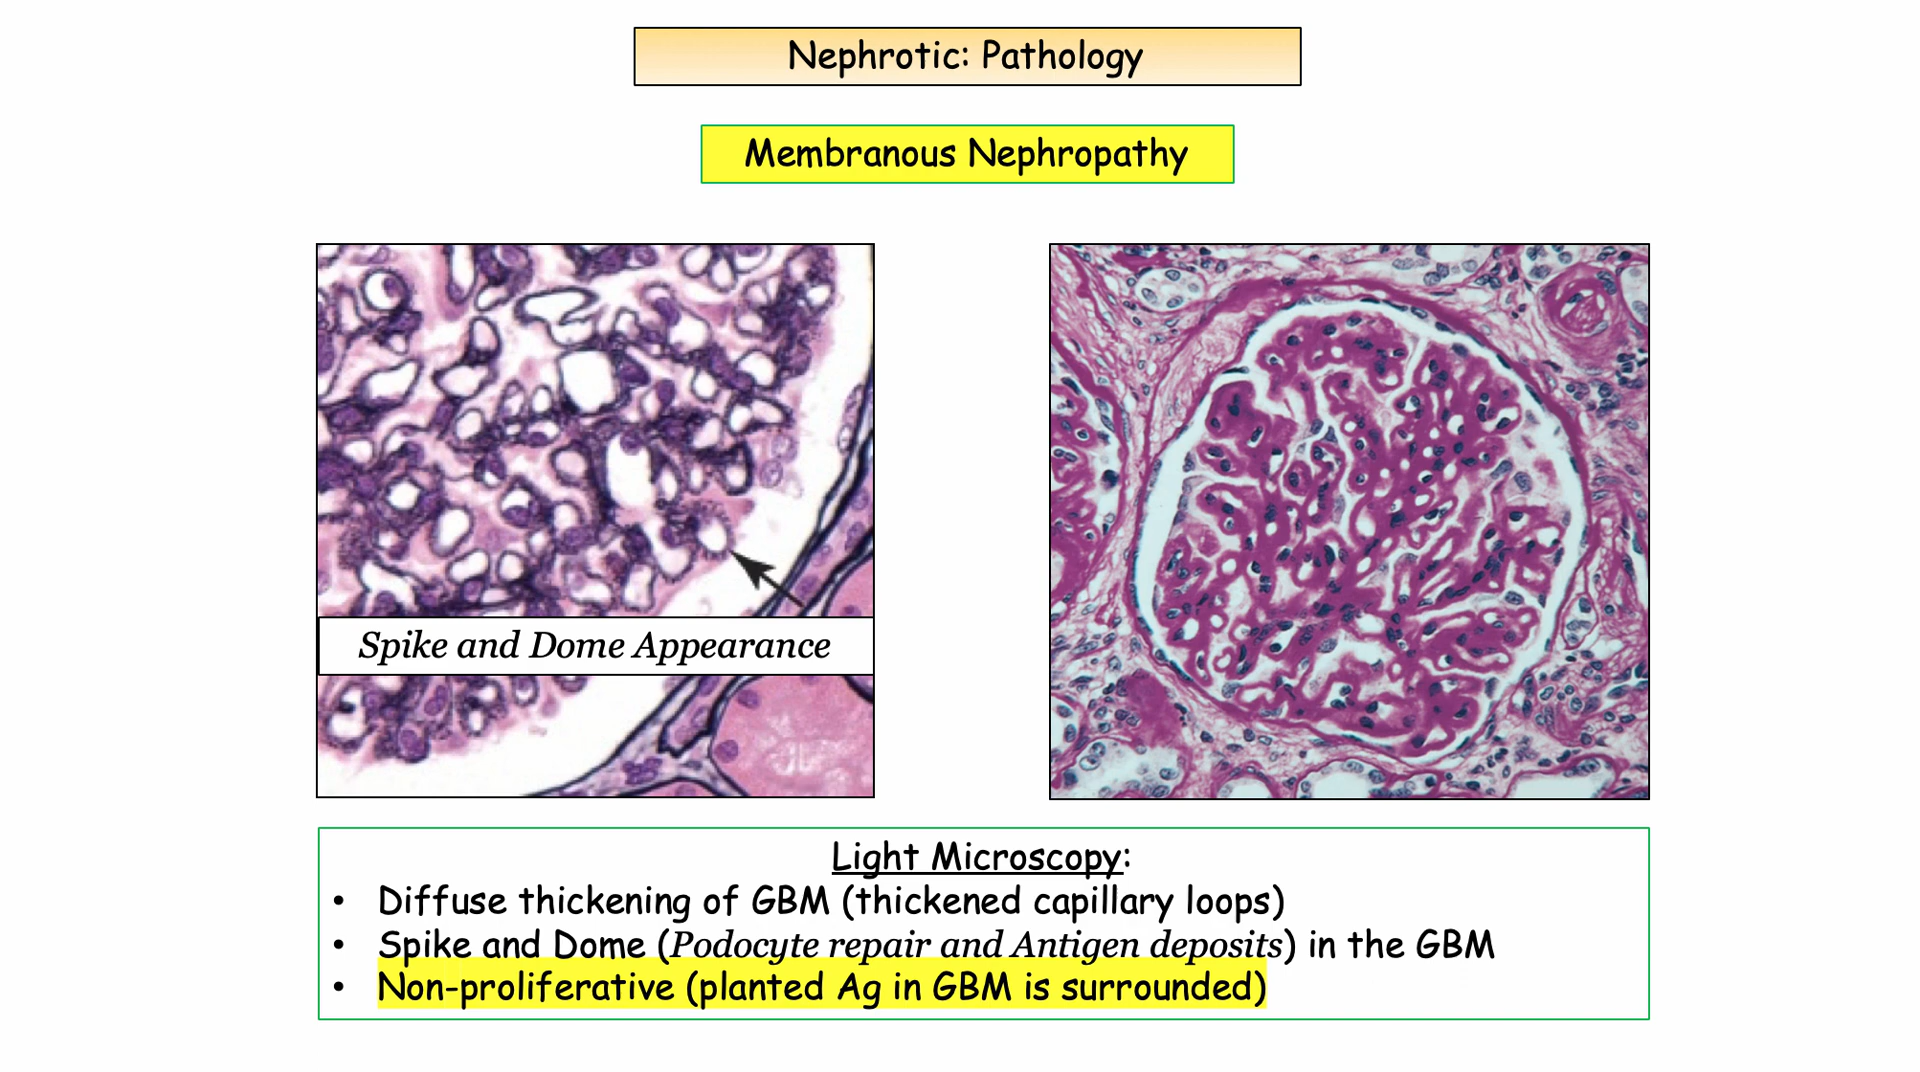 Nephrotic: Pathology
Membranous Nephropathy
Spike and Dome Appearance
Light Microscopy:
• Diffuse thickening of GBM (thickened capillary loops)
• Spike and Dome (Podocyte repair and Antigen deposits) in the GBM
• Non-proliferative (planted Ag in GBM is surrounded)